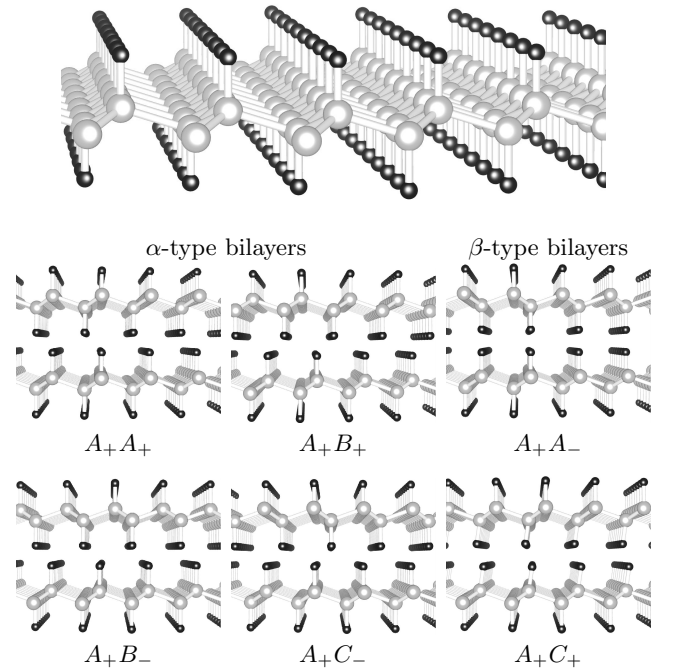 α-type bilayers β-type bilayers
A₊A₊ A₊B₊ A₊A₋
A₊B₋ A₊C₋ A₊C₊